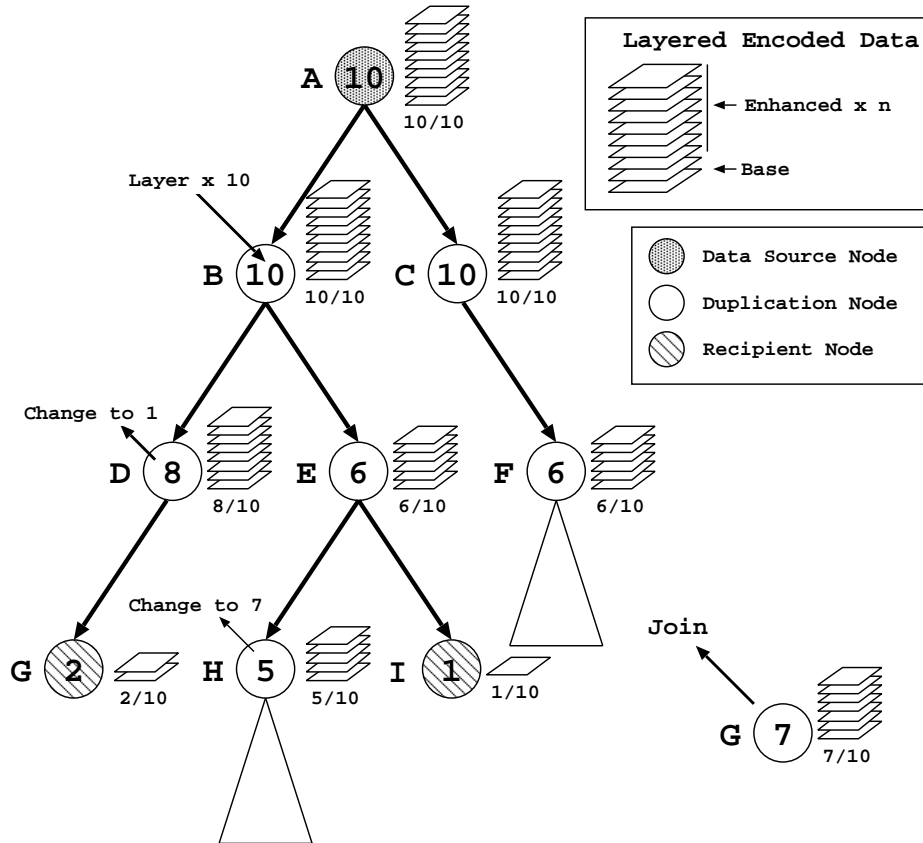 Layered Encoded Data
Enhanced x n
Base
A 10
10/10
Layer x 10
B 10
10/10
C 10
10/10
Data Source Node
Duplication Node
Recipient Node
Change to 1
D 8
8/10
E 6
6/10
F 6
6/10
Change to 7
G 2
2/10
H 5
5/10
I 1
1/10
Join
G 7
7/10